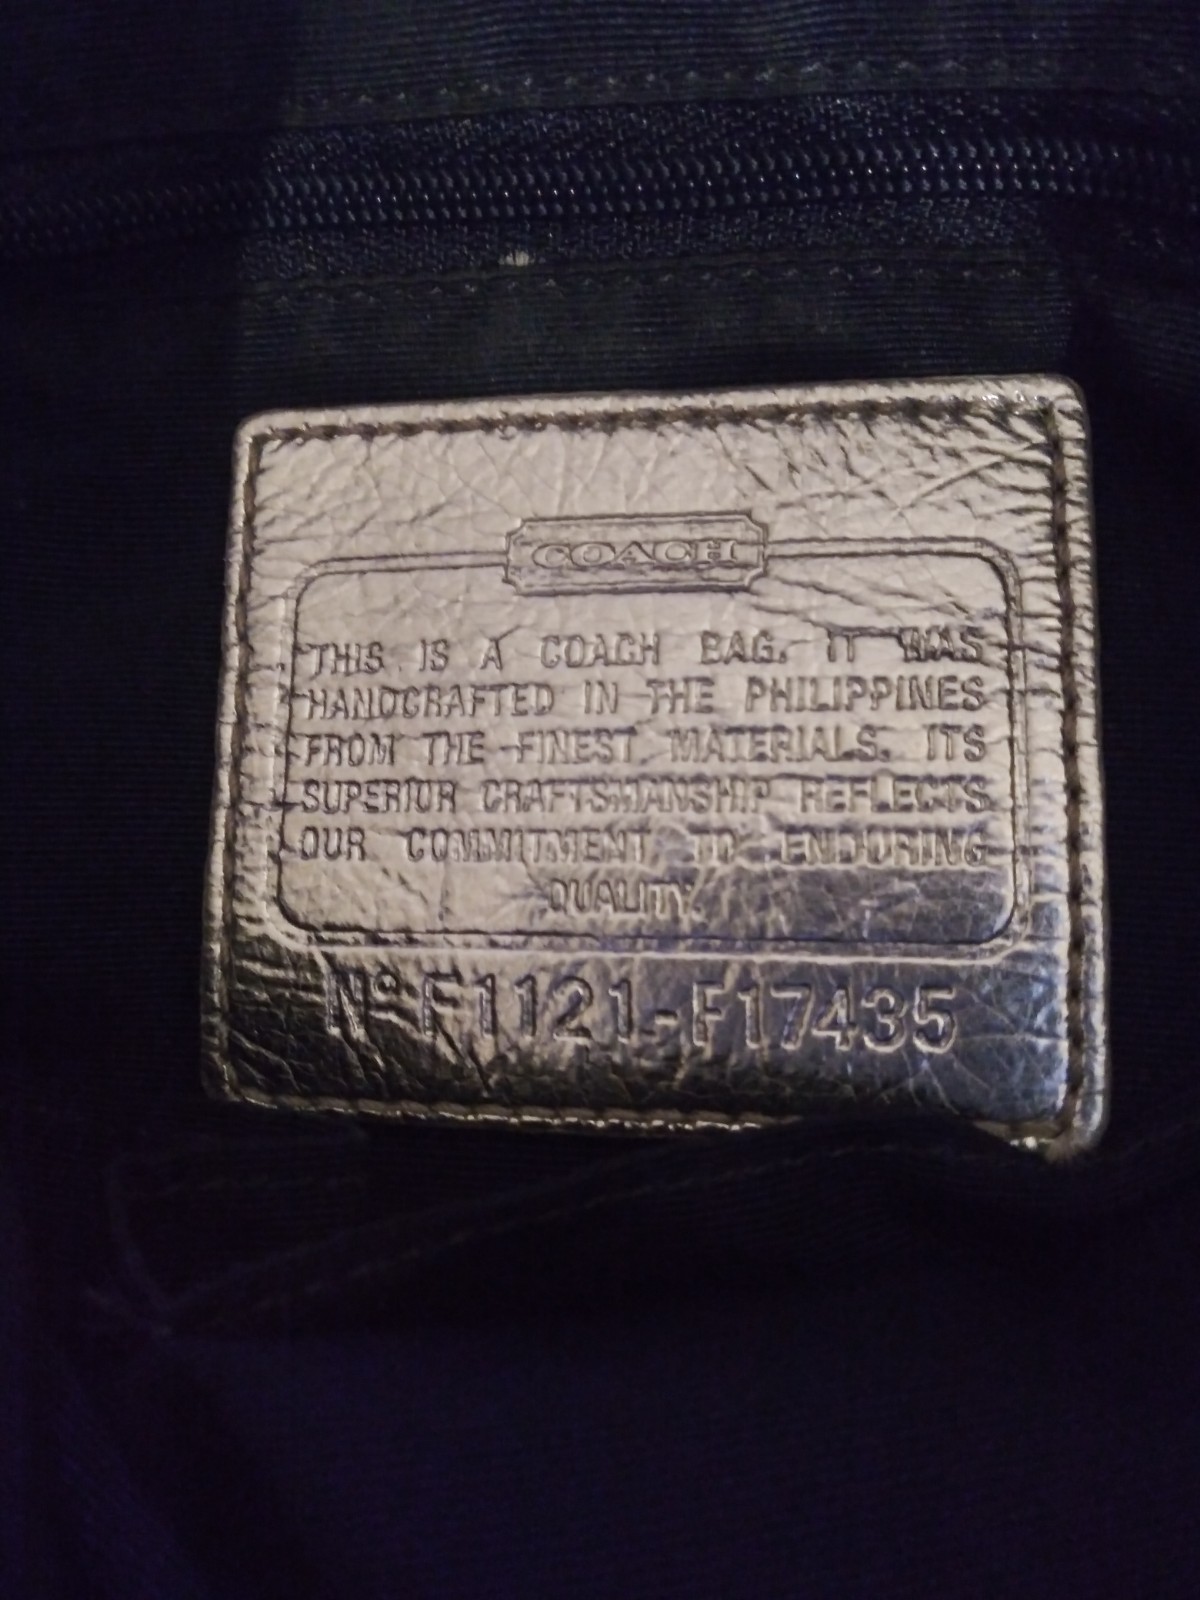 COACH
THIS IS A COACH BAG. IT WAS
HANDCRAFTED IN THE PHILIPPINES
FROM THE FINEST MATERIALS. ITS
SUPERIOR CRAFTSMANSHIP REFLECTS
OUR COMMITMENT TO ENDURING
QUALITY.
Nº F1121-F17435